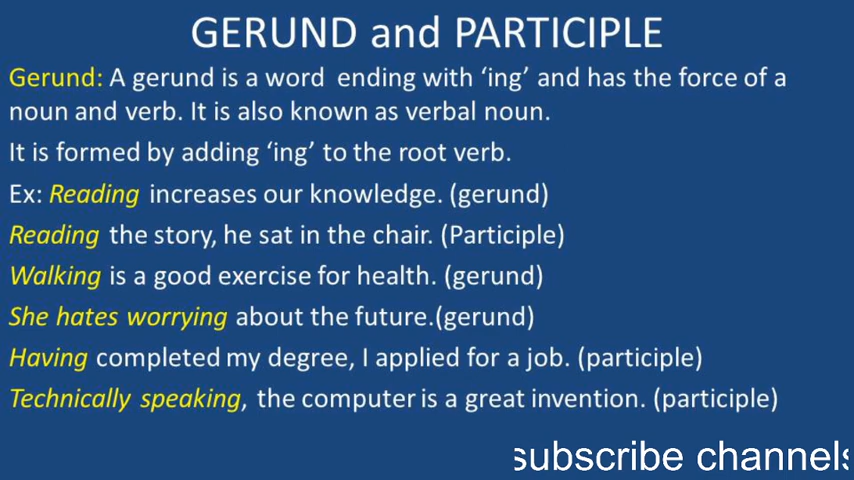 GERUND and PARTICIPLE
Gerund: A gerund is a word ending with ‘ing’ and has the force of a
noun and verb. It is also known as verbal noun.
It is formed by adding ‘ing’ to the root verb.
Ex: Reading increases our knowledge. (gerund)
Reading the story, he sat in the chair. (Participle)
Walking is a good exercise for health. (gerund)
She hates worrying about the future.(gerund)
Having completed my degree, I applied for a job. (participle)
Technically speaking, the computer is a great invention. (participle)
subscribe channels